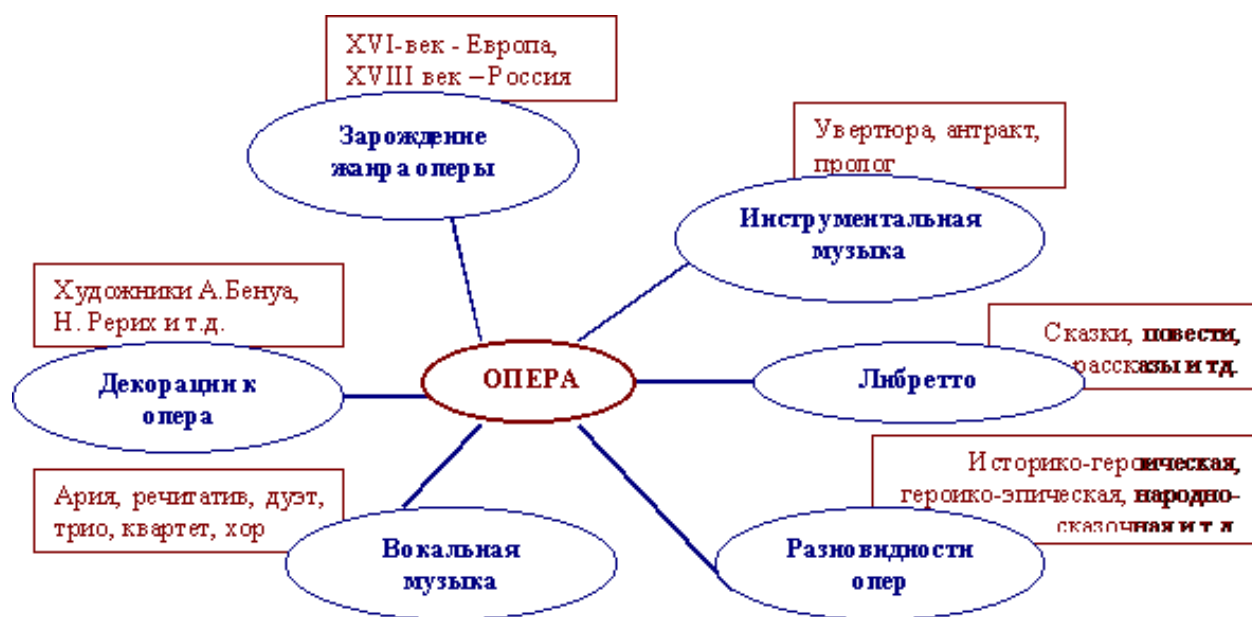 XVI-век - Европа,
XVIII век – Россия
Зарождение
жанра оперы
Увертюра, антракт,
пролог
Инструментальная
музыка
Художники А.Бенуа,
Н. Рерих и т.д.
Декорации к
опера
ОПЕРА
Сказки, повести,
рассказы и тд.
Либретто
Ария, речитатив, дуэт,
трио, квартет, хор
Вокальная
музыка
Историко-героическая,
героико-эпическая, народно-
сказочная и т д
Разновидности
опер